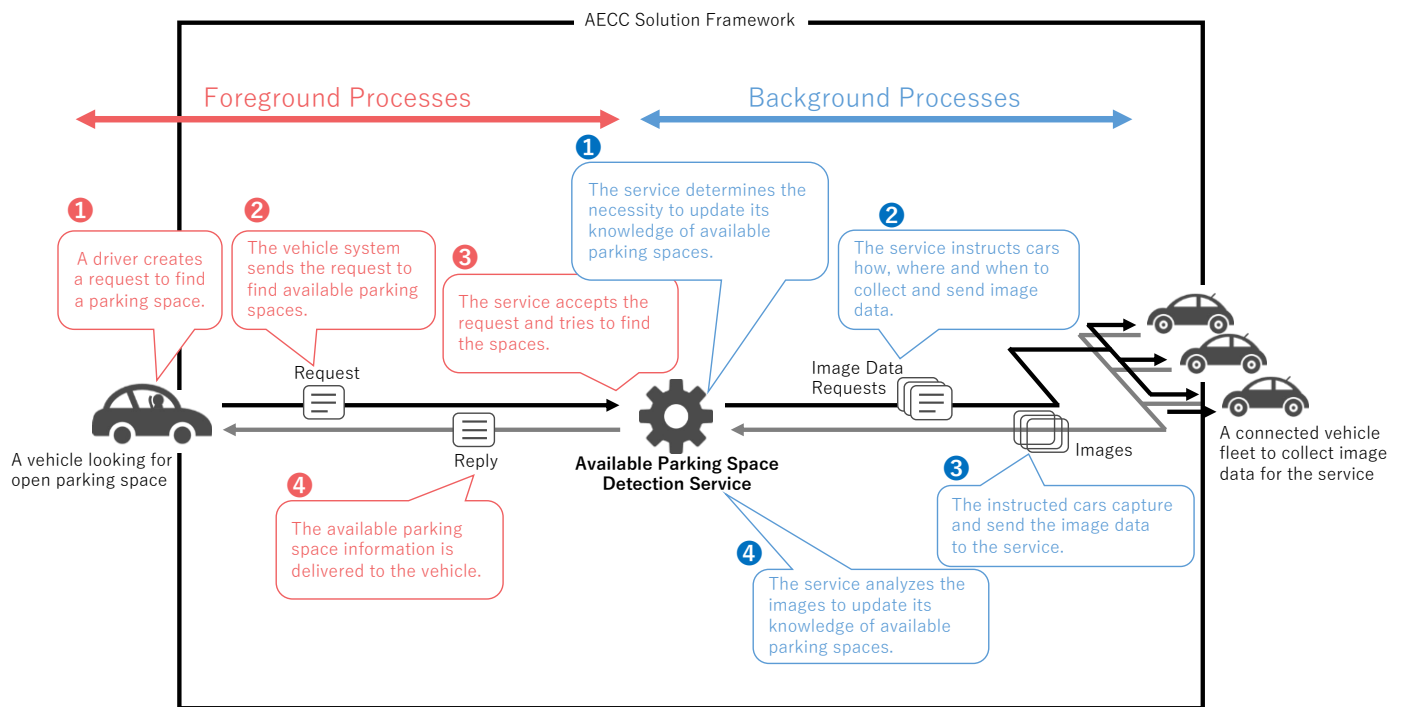 AECC Solution Framework
Foreground Processes
Background Processes
1
A driver creates
a request to find
a parking space.
2
The vehicle system
sends the request to
find available parking
spaces.
3
The service accepts the
request and tries to find
the spaces.
1
The service determines the
necessity to update its
knowledge of available
parking spaces.
2
The service instructs cars
how, where and when to
collect and send image
data.
Request
Image Data
Requests
Reply
Images
A vehicle looking for
open parking space
Available Parking Space
Detection Service
A connected vehicle
fleet to collect image
data for the service
4
The available parking
space information is
delivered to the vehicle.
3
The instructed cars capture
and send the image data
to the service.
4
The service analyzes the
images to update its
knowledge of available
parking spaces.